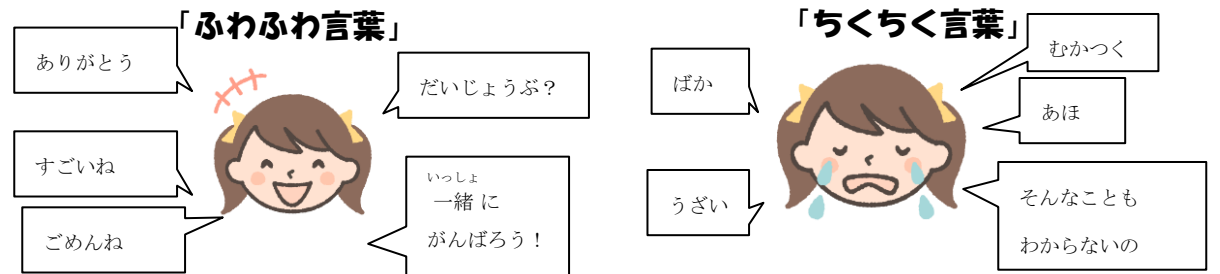 「ふわふわ言葉」
ありがとう
だいじょうぶ？
すごいね
いっしょ
一緒 に
がんばろう！
ごめんね
「ちくちく言葉」
むかつく
ばか
あほ
うざい
そんなことも
わからないの